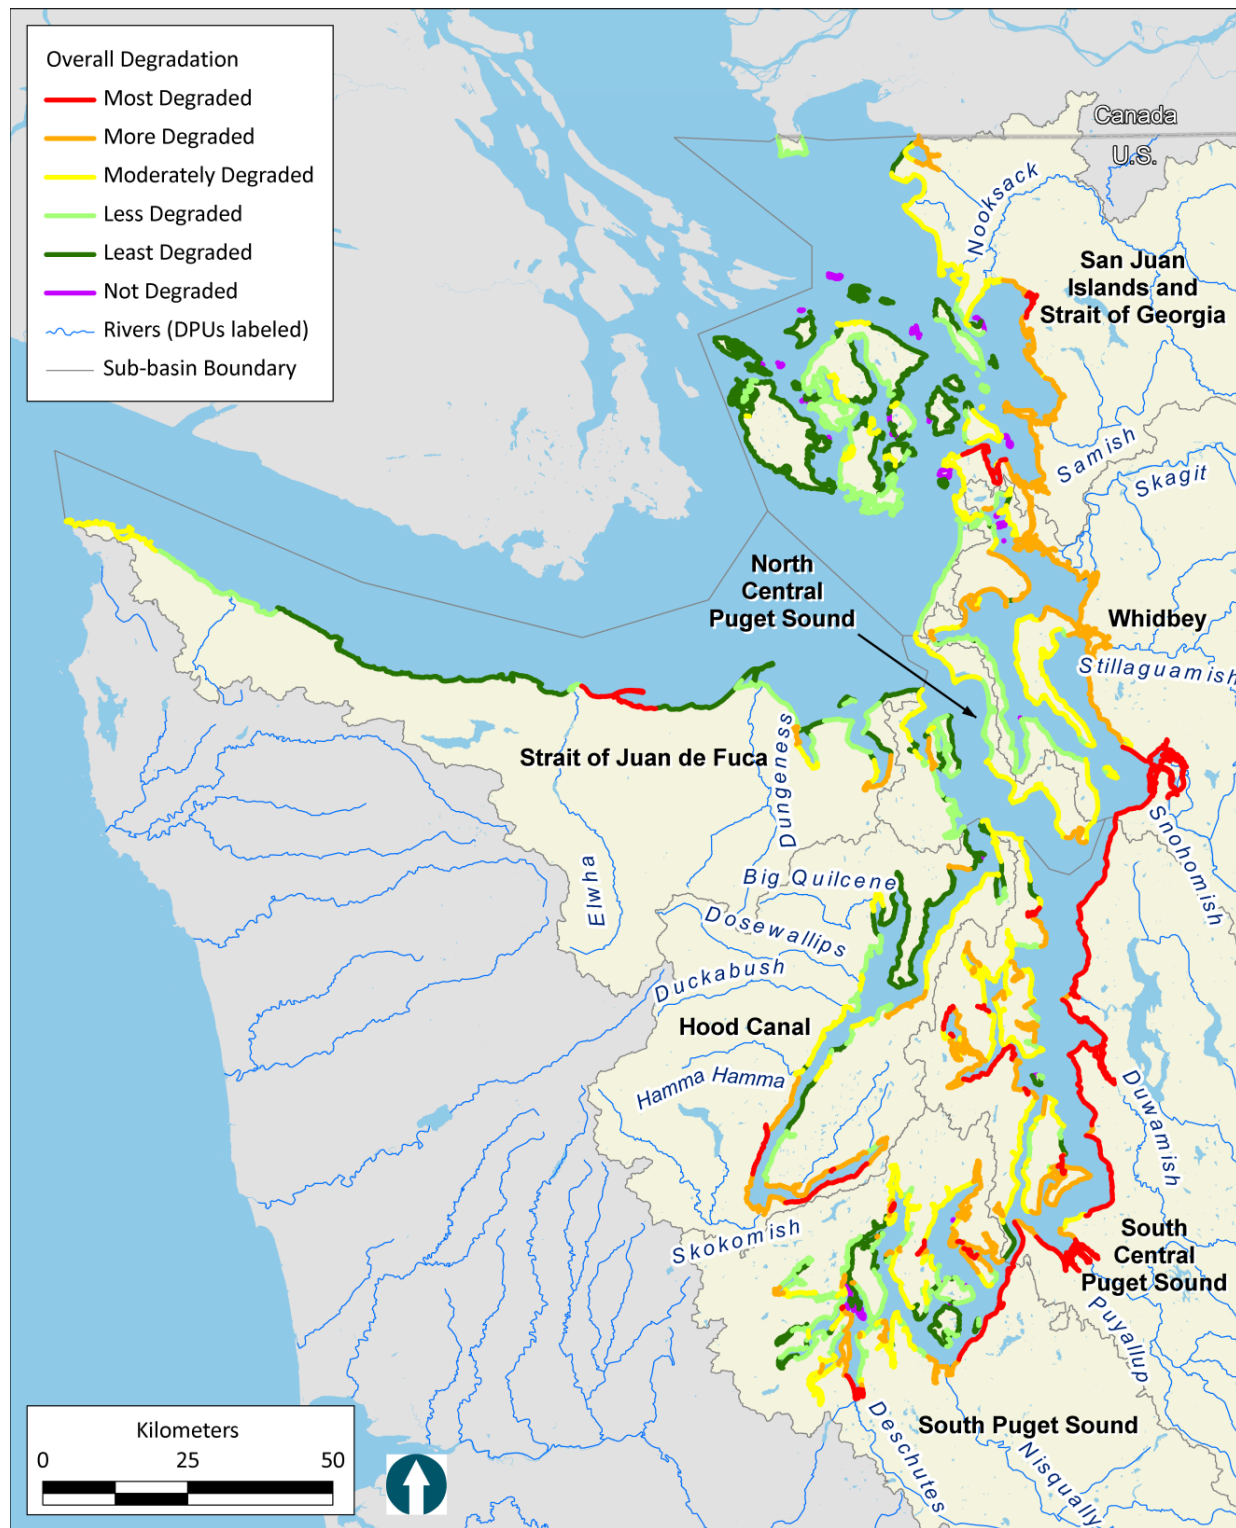 Overall Degradation
Most Degraded
More Degraded
Moderately Degraded
Less Degraded
Least Degraded
Not Degraded
Rivers (DPUs labeled)
Sub-basin Boundary
Canada
U.S.
Nooksack
San Juan
Islands and
Strait of Georgia
Samish
Skagit
North
Central
Puget Sound
Whidbey
Stillaguamish
Strait of Juan de Fuca
Dungeness
Elwha
Snohomish
Big Quilcene
Dosewallips
Duckabush
Hood Canal
Hamma Hamma
Duwamish
Skokomish
South
Central
Puget Sound
Puyallup
South Puget Sound
Deschutes
Nisqually
Kilometers
0 25 50